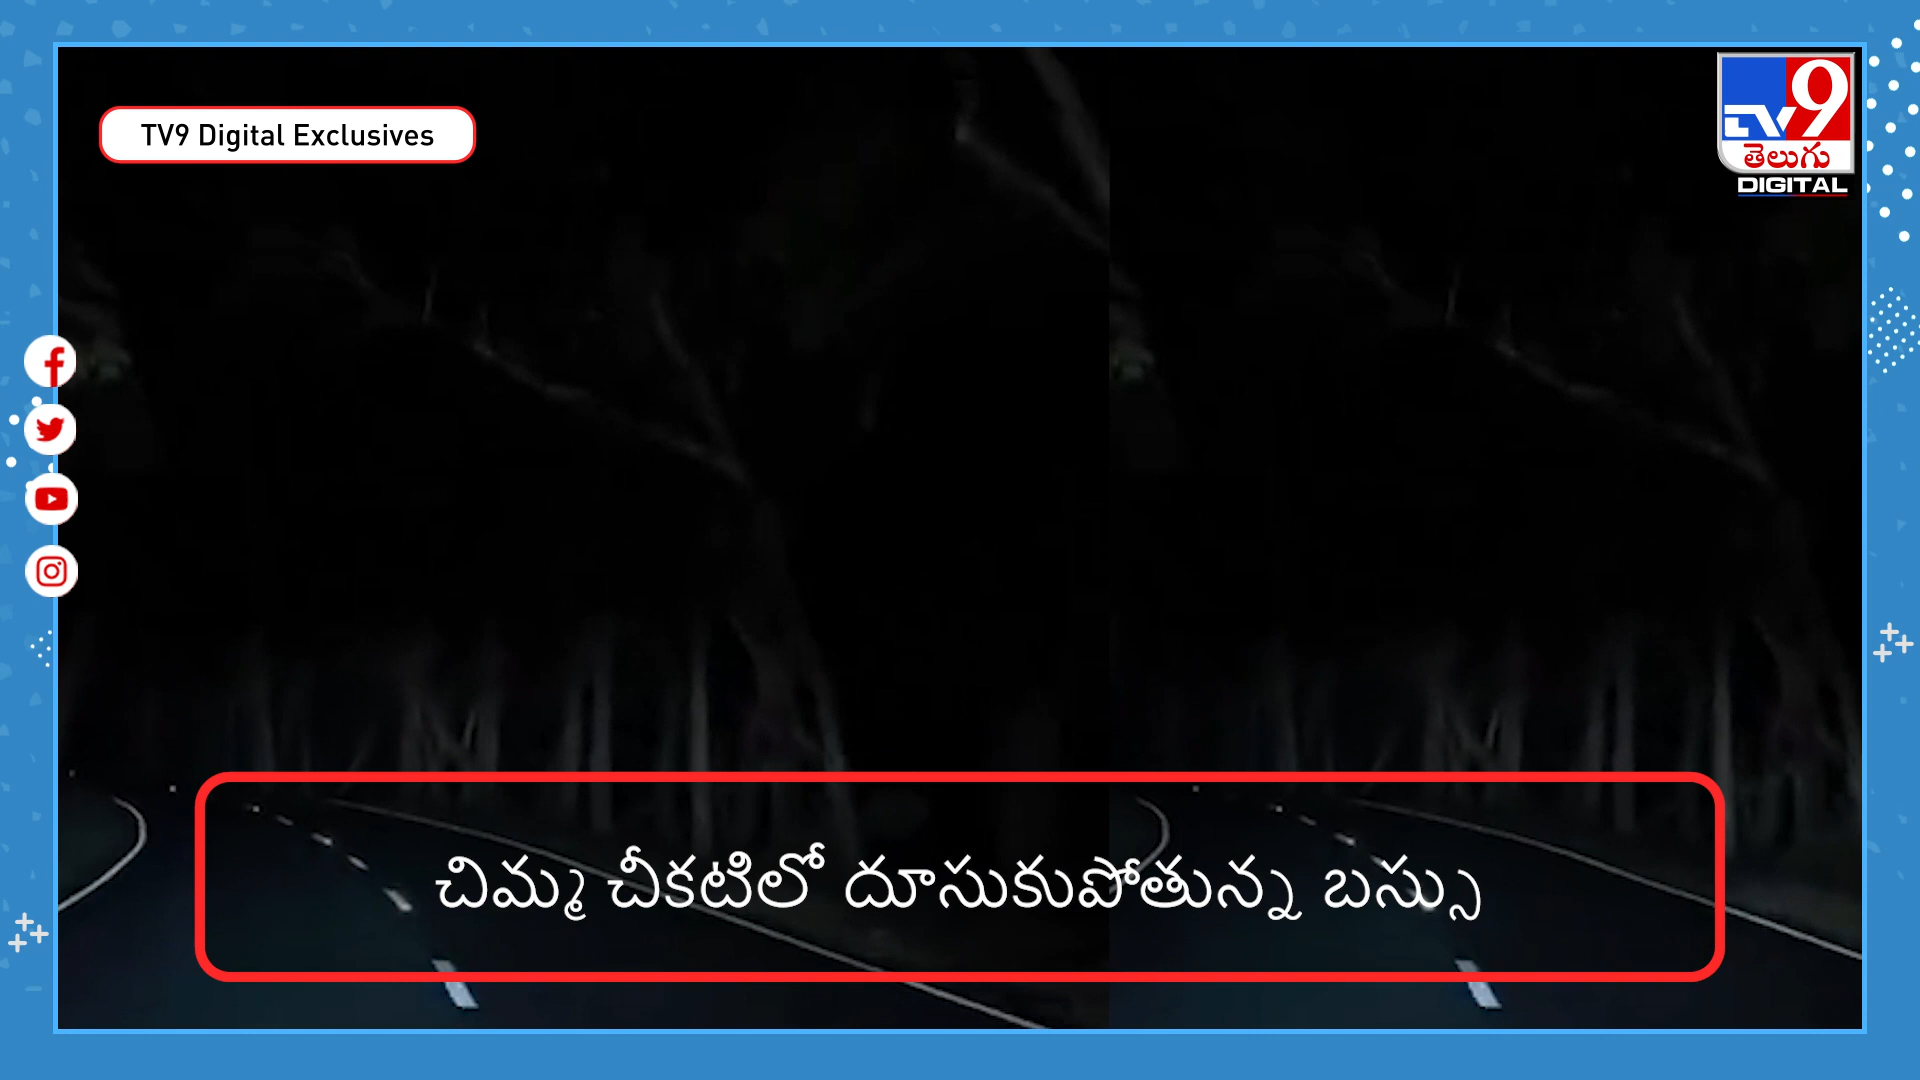 TV9 Digital Exclusives
TV9
తెలుగు
DIGITAL
చిమ్మ చీకటిలో దూసుకుపోతున్న బస్సు